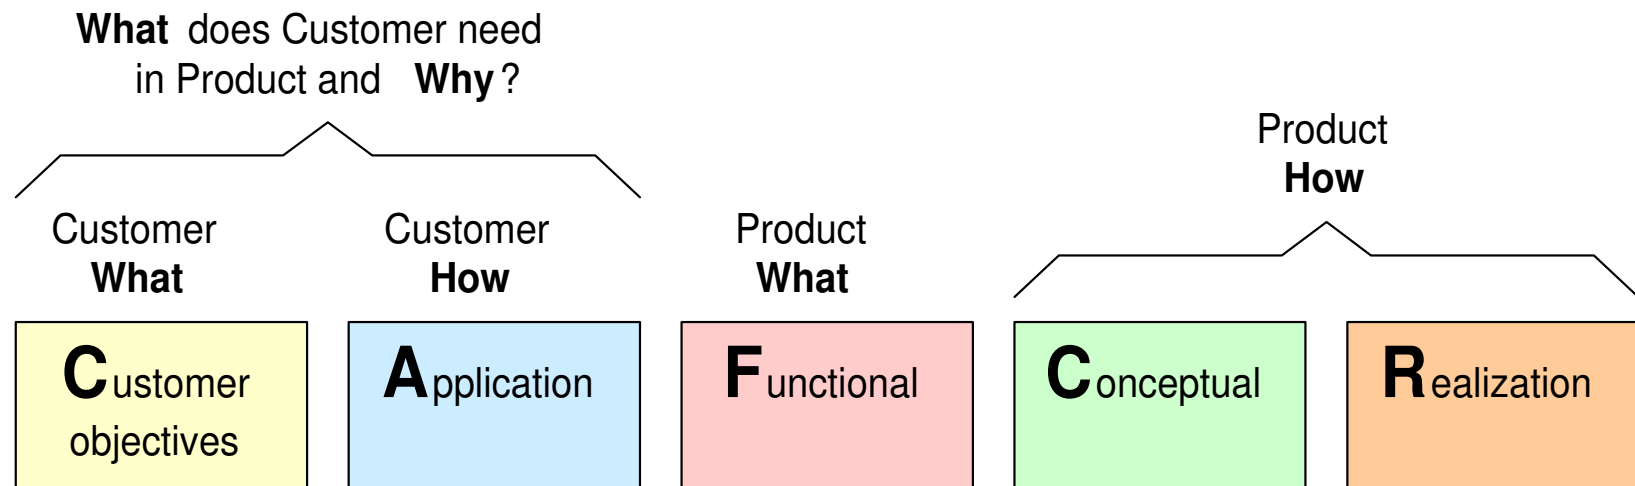 What does Customer need
in Product and Why?
Product
How
Customer
What
Customer
How
Product
What
Customer
objectives
Application
Functional
Conceptual
Realization